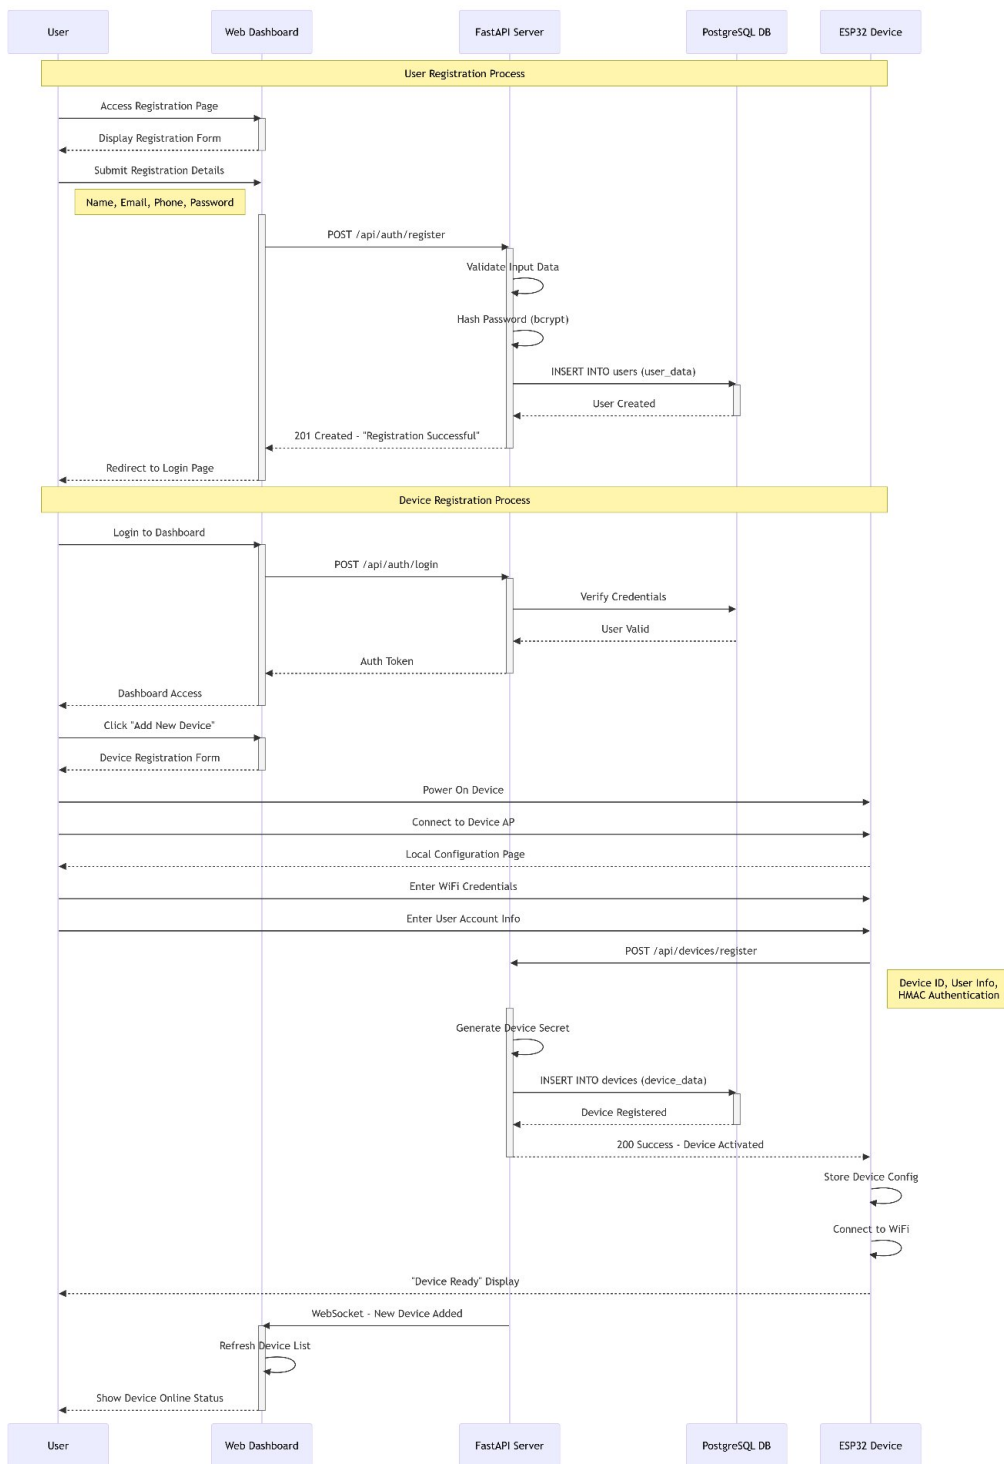 User
Web Dashboard
FastAPI Server
PostgreSQL DB
ESP32 Device
User Registration Process
Access Registration Page
Display Registration Form
Submit Registration Details
Name, Email, Phone, Password
POST /api/auth/register
Validate Input Data
Hash Password (bcrypt)
INSERT INTO users (user_data)
User Created
201 Created - "Registration Successful"
Redirect to Login Page
Device Registration Process
Login to Dashboard
POST /api/auth/login
Verify Credentials
User Valid
Auth Token
Dashboard Access
Click "Add New Device"
Device Registration Form
Power On Device
Connect to Device AP
Local Configuration Page
Enter WiFi Credentials
Enter User Account Info
POST /api/devices/register
Device ID, User Info,
HMAC Authentication
Generate Device Secret
INSERT INTO devices (device_data)
Device Registered
200 Success - Device Activated
Store Device Config
Connect to WiFi
"Device Ready" Display
WebSocket - New Device Added
Refresh Device List
Show Device Online Status
User
Web Dashboard
FastAPI Server
PostgreSQL DB
ESP32 Device